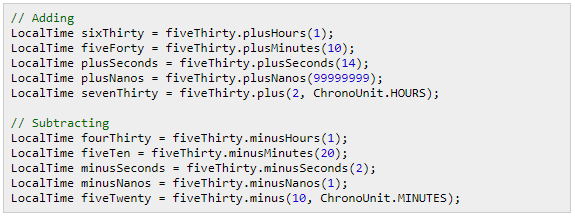 // Adding
LocalTime sixThirty = fiveThirty.plusHours(1);
LocalTime fiveForty = fiveThirty.plusMinutes(10);
LocalTime plusSeconds = fiveThirty.plusSeconds(14);
LocalTime plusNanos = fiveThirty.plusNanos(99999999);
LocalTime sevenThirty = fiveThirty.plus(2, ChronoUnit.HOURS);

// Subtracting
LocalTime fourThirty = fiveThirty.minusHours(1);
LocalTime fiveTen = fiveThirty.minusMinutes(20);
LocalTime minusSeconds = fiveThirty.minusSeconds(2);
LocalTime minusNanos = fiveThirty.minusNanos(1);
LocalTime fiveTwenty = fiveThirty.minus(10, ChronoUnit.MINUTES);